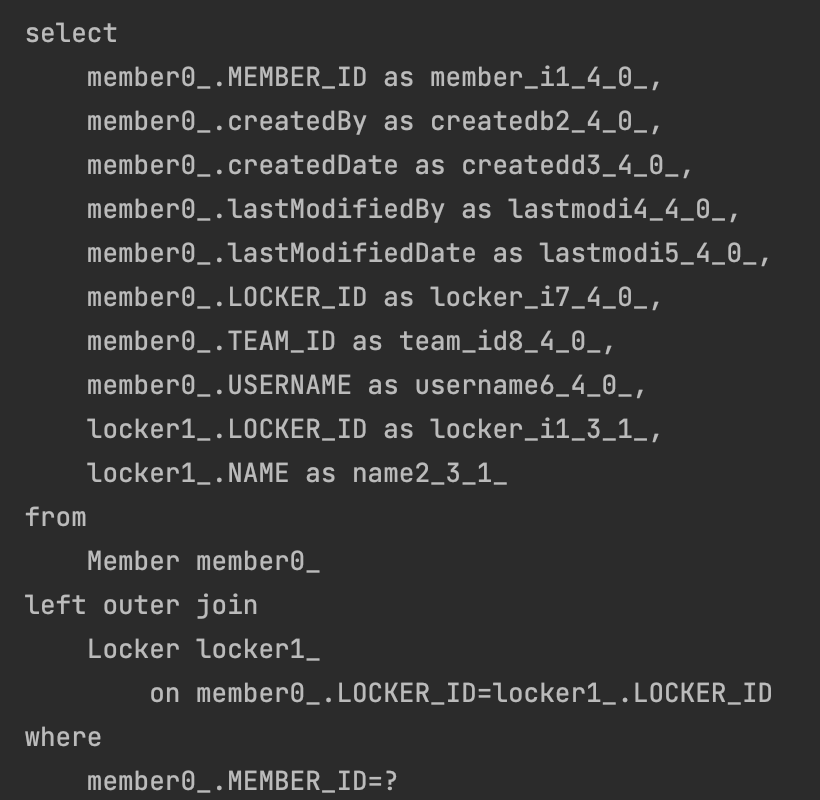 select
    member0_.MEMBER_ID as member_i1_4_0_,
    member0_.createdBy as createdb2_4_0_,
    member0_.createdDate as createdd3_4_0_,
    member0_.lastModifiedBy as lastmodi4_4_0_,
    member0_.lastModifiedDate as lastmodi5_4_0_,
    member0_.LOCKER_ID as locker_i7_4_0_,
    member0_.TEAM_ID as team_id8_4_0_,
    member0_.USERNAME as username6_4_0_,
    locker1_.LOCKER_ID as locker_i1_3_1_,
    locker1_.NAME as name2_3_1_
from
    Member member0_
left outer join
    Locker locker1_
        on member0_.LOCKER_ID=locker1_.LOCKER_ID
where
    member0_.MEMBER_ID=?